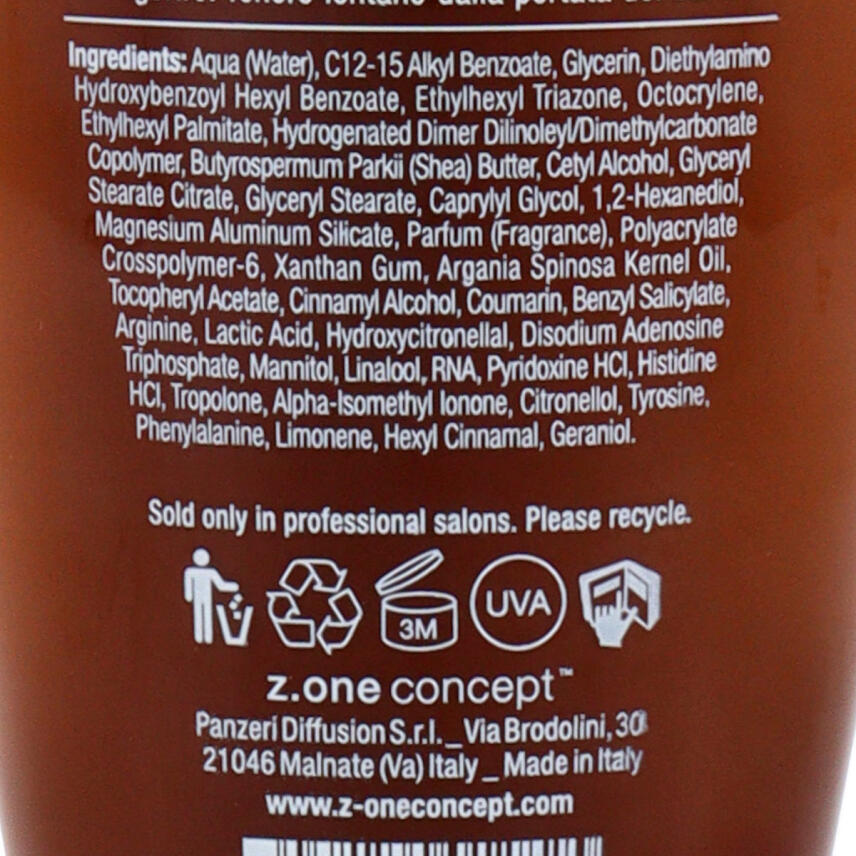 Ingredients: Aqua (Water), C12-15 Alkyl Benzoate, Glycerin, Diethylamino
Hydroxybenzoyl Hexyl Benzoate, Ethylhexyl Triazone, Octocrylene,
Ethylhexyl Palmitate, Hydrogenated Dimer Dilinoleyl/Dimethylcarbonate
Copolymer, Butyrospermum Parkii (Shea) Butter, Cetyl Alcohol, Glyceryl
Stearate Citrate, Glyceryl Stearate, Caprylyl Glycol, 1,2-Hexanediol,
Magnesium Aluminum Silicate, Parfum (Fragrance), Polyacrylate
Crosspolymer-6, Xanthan Gum, Argania Spinosa Kernel Oil,
Tocopheryl Acetate, Cinnamyl Alcohol, Coumarin, Benzyl Salicylate,
Arginine, Lactic Acid, Hydroxycitronellal, Disodium Adenosine
Triphosphate, Mannitol, Linalool, RNA, Pyridoxine HCl, Histidine
HCl, Tropolone, Alpha-Isomethyl Ionone, Citronellol, Tyrosine,
Phenylalanine, Limonene, Hexyl Cinnamal, Geraniol.
Sold only in professional salons. Please recycle.
3M
UVA
z.one concept™
Panzeri Diffusion S.r.l._Via Brodolini, 30
21046 Malnate (Va) Italy _ Made in Italy
www.z-oneconcept.com